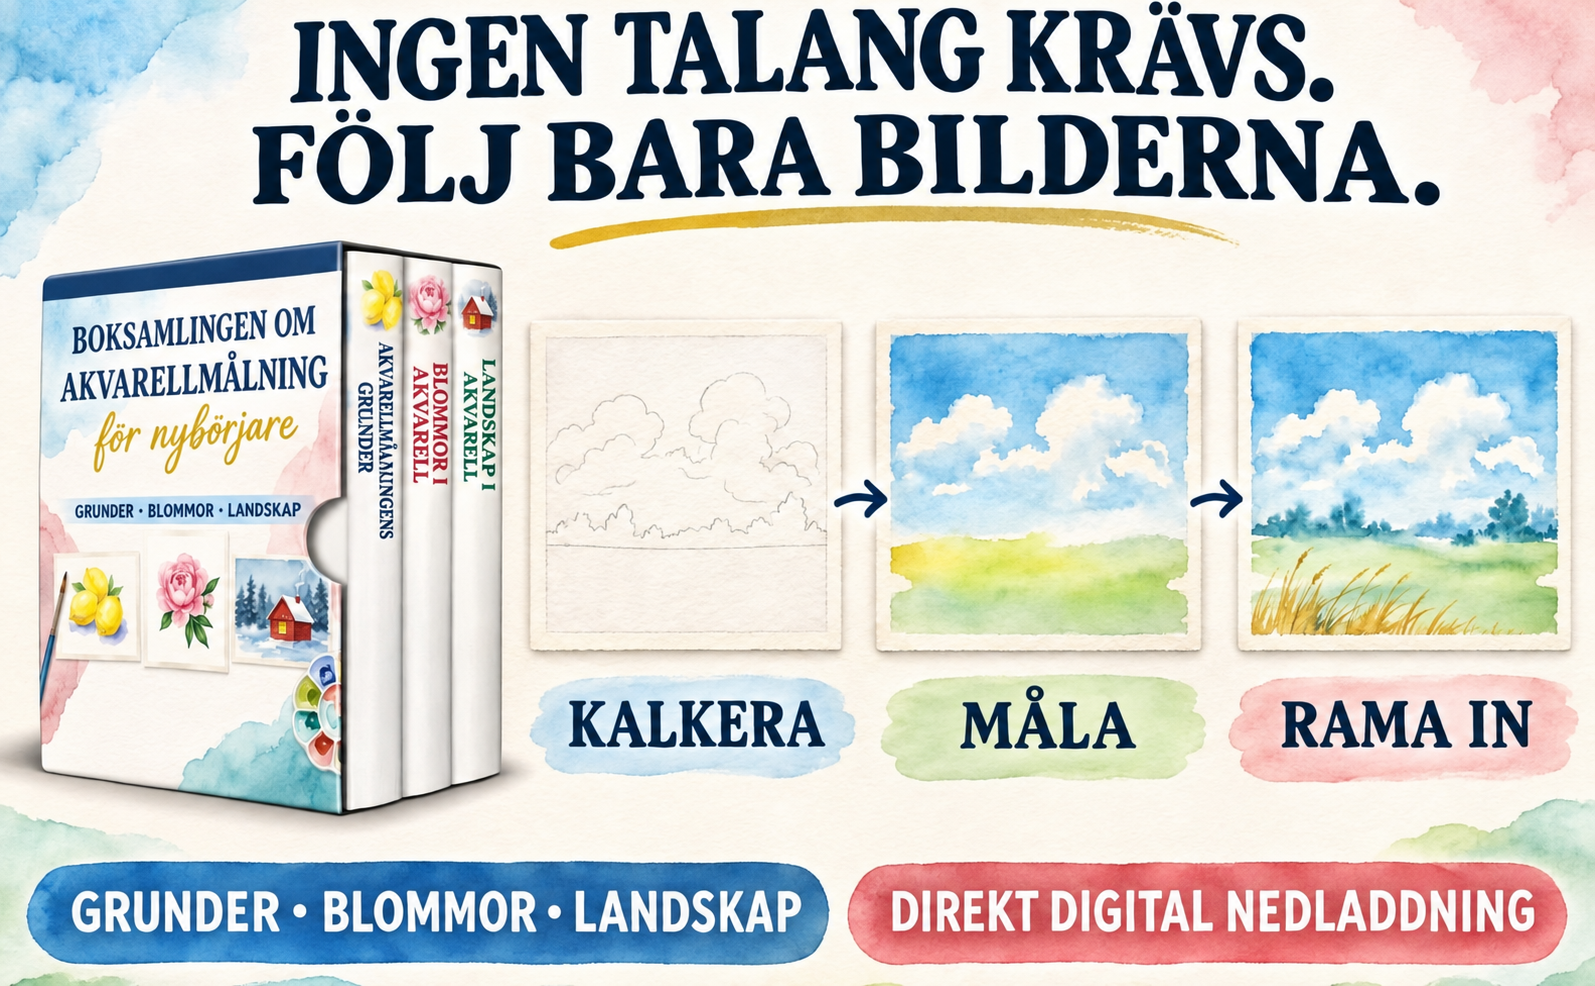 INGEN TALANG KRÄVS.
FÖLJ BARA BILDERNA.
BOKSAMLINGEN OM
AKVARELLMÅLNING
för nybörjare
GRUNDER • BLOMMOR • LANDSKAP
GRUNDER
BLOMMOR I
AKVARELL
LANDSKAP I
AKVARELL
KALKERA
MÅLA
RAMA IN
GRUNDER • BLOMMOR • LANDSKAP
DIREKT DIGITAL NEDLADDNING